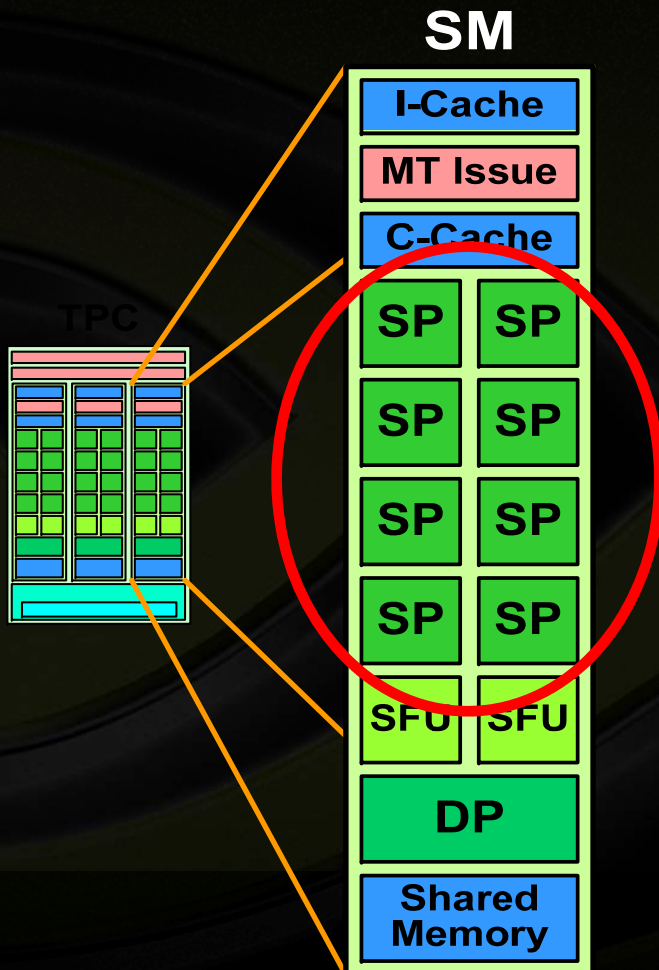 SM
I-Cache
MT Issue
C-Cache
TPC
SP SP
SP SP
SP SP
SP SP
SFU SFU
DP
Shared
Memory